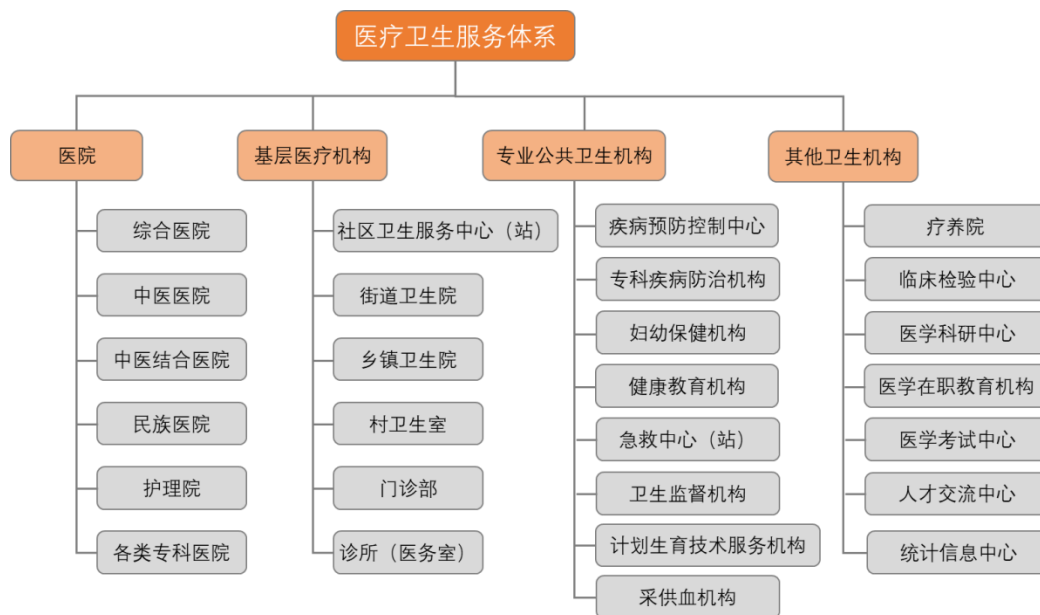 医疗卫生服务体系
医院
基层医疗机构
专业公共卫生机构
其他卫生机构
综合医院
中医医院
中医结合医院
民族医院
护理院
各类专科医院
社区卫生服务中心（站）
街道卫生院
乡镇卫生院
村卫生室
门诊部
诊所（医务室）
疾病预防控制中心
专科疾病防治机构
妇幼保健机构
健康教育机构
急救中心（站）
卫生监督机构
计划生育技术服务机构
采供血机构
疗养院
临床检验中心
医学科研中心
医学在职教育机构
医学考试中心
人才交流中心
统计信息中心